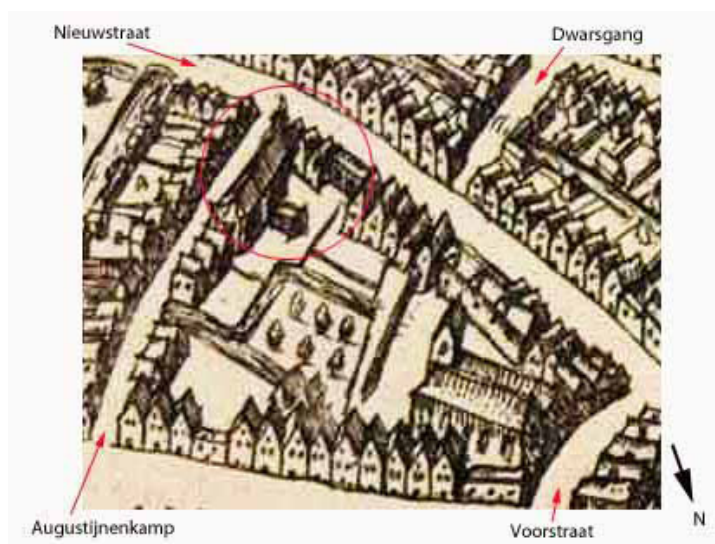 Nieuwstraat
Dwarsgang
Augustijnenkamp
Voorstraat
N